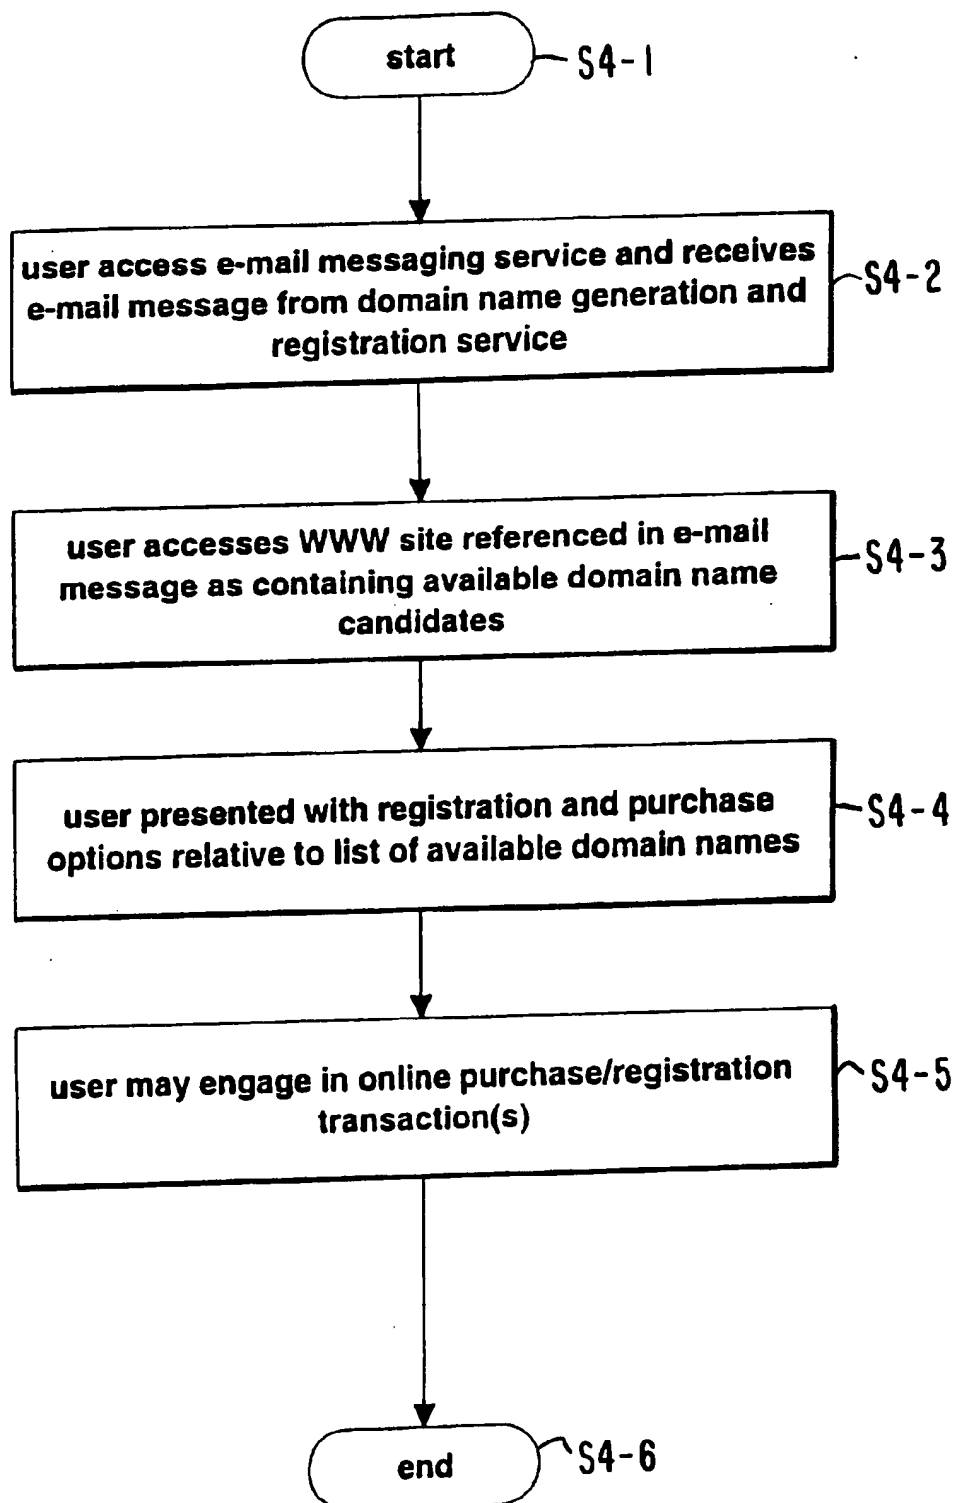 start
S4-1
user access e-mail messaging service and receives
e-mail message from domain name generation and
registration service
S4-2
user accesses WWW site referenced in e-mail
message as containing available domain name
candidates
S4-3
user presented with registration and purchase
options relative to list of available domain names
S4-4
user may engage in online purchase/registration
transaction(s)
S4-5
end
S4-6